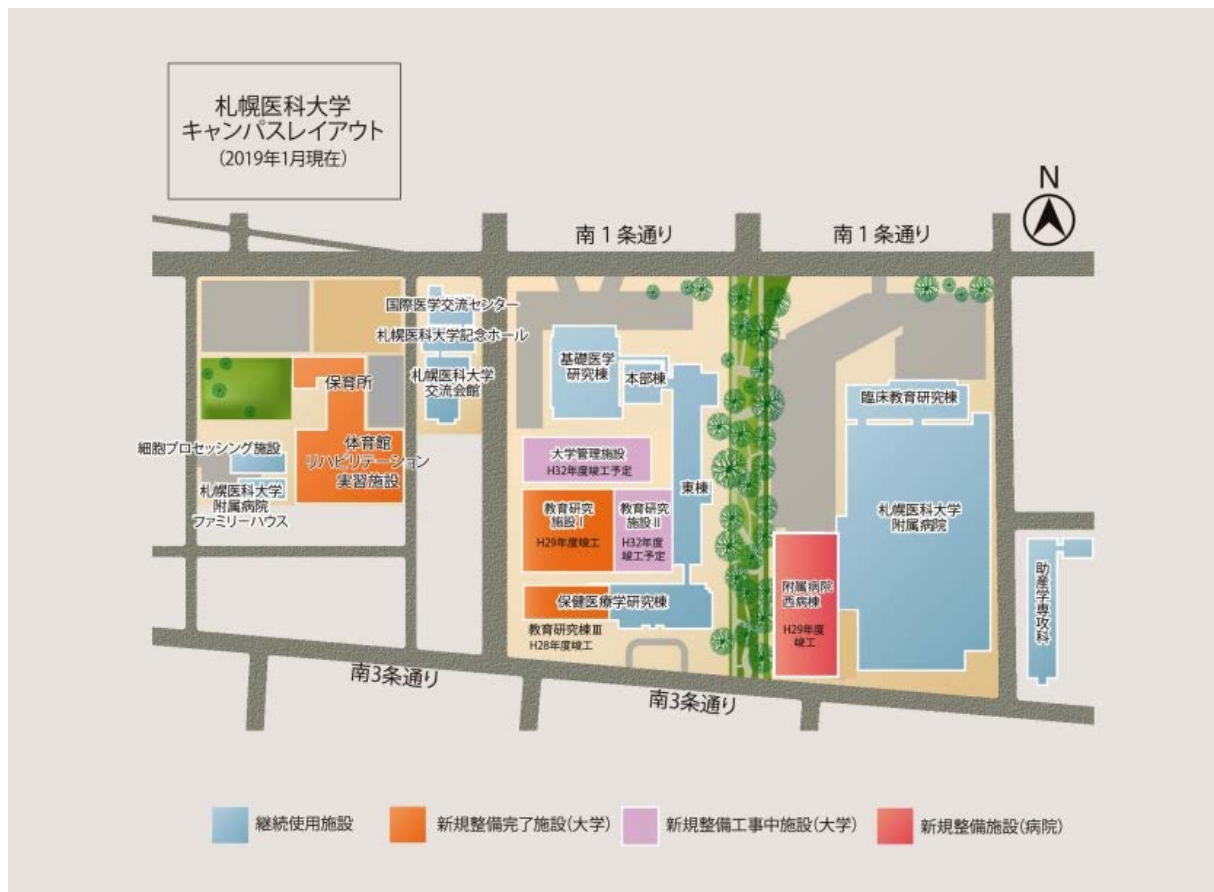 札幌医科大学
キャンパスレイアウト
(2019年1月現在)
N
南1条通り
南1条通り
国際医学交流センター
札幌医科大学記念ホール
札幌医科大学
交流会館
保育所
体育館
リハビリテーション
実習施設
細胞プロセッシング施設
札幌医科大学
附属病院
ファミリーハウス
基礎医学
研究棟
本部棟
大学管理施設
H32年度竣工予定
東棟
教育研究
施設Ⅰ
H29年度竣工
教育研究
施設Ⅱ
H32年度
竣工予定
保健医療学研究棟
教育研究棟Ⅲ
H28年度竣工
臨床教育研究棟
札幌医科大学
附属病院
附属病院
西病棟
H29年度
竣工
助産学専攻科
南3条通り
南3条通り
継続使用施設
新規整備完了施設(大学)
新規整備工事中施設(大学)
新規整備施設(病院)